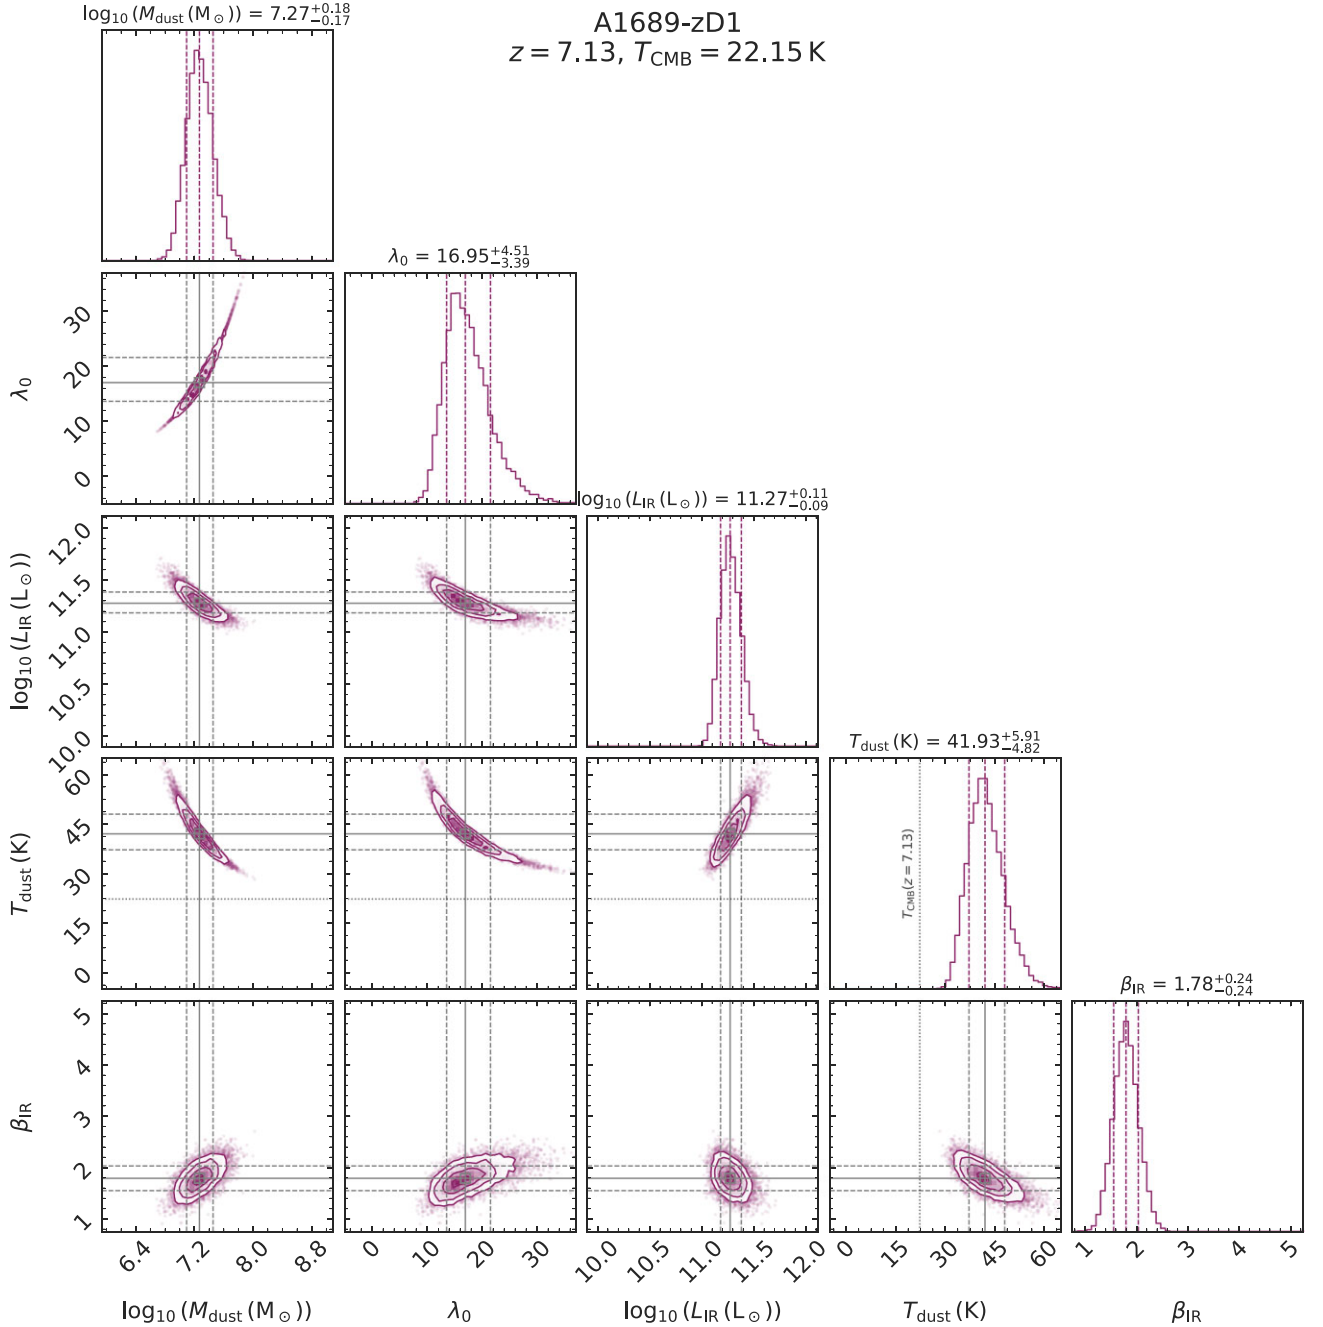 log₁₀ (M_dust (M⊙)) = 7.27 +0.18 −0.17
A1689-zD1
z = 7.13, T_CMB = 22.15 K
λ₀ = 16.95 +4.51 −3.39
30
20
10
0
λ₀
log₁₀ (L_IR (L⊙)) = 11.27 +0.11 −0.09
12.0
11.5
11.0
10.5
10.0
log₁₀ (L_IR (L⊙))
T_dust (K) = 41.93 +5.91 −4.82
60
45
30
15
0
T_dust (K)
T_CMB (z = 7.13)
β_IR = 1.78 +0.24 −0.24
5
4
3
2
1
β_IR
6.4 7.2 8.0 8.8
0 10 20 30
10.0 10.5 11.0 11.5 12.0
0 15 30 45 60
1 2 3 4 5
log₁₀ (M_dust (M⊙))
λ₀
log₁₀ (L_IR (L⊙))
T_dust (K)
β_IR